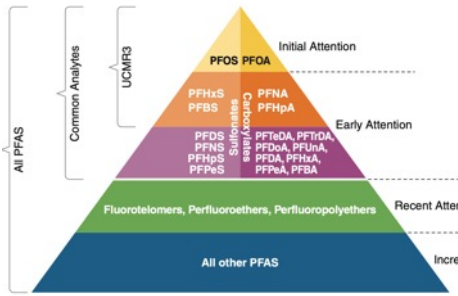 PFOS PFOA
Initial Attention
PFHxS PFNA
PFBS PFHpA
UCMR3
Common Analytes
All PFAS
Sulfonates
Carboxylates
Early Attention
PFDS PFTeDA, PFTrDA,
PFNS PFDoA, PFUnA,
PFHpS PFDA, PFHxA,
PFPeS PFPeA, PFBA
Fluorotelomers, Perfluoroethers, Perfluoropolyethers
Recent Atte
All other PFAS
Incre